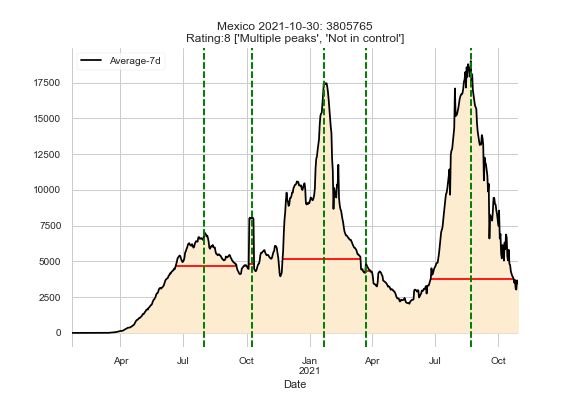 Mexico 2021-10-30: 3805765
Rating:8 ['Multiple peaks', 'Not in control']
Average-7d
17500
15000
12500
10000
7500
5000
2500
0
Apr
Jul
Oct
Jan
2021
Apr
Jul
Oct
Date